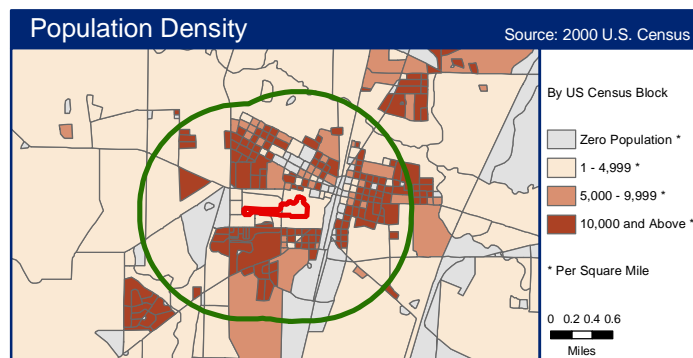 Population Density
Source: 2000 U.S. Census
By US Census Block
Zero Population *
1 - 4,999 *
5,000 - 9,999 *
10,000 and Above *
* Per Square Mile
0 0.2 0.4 0.6
Miles